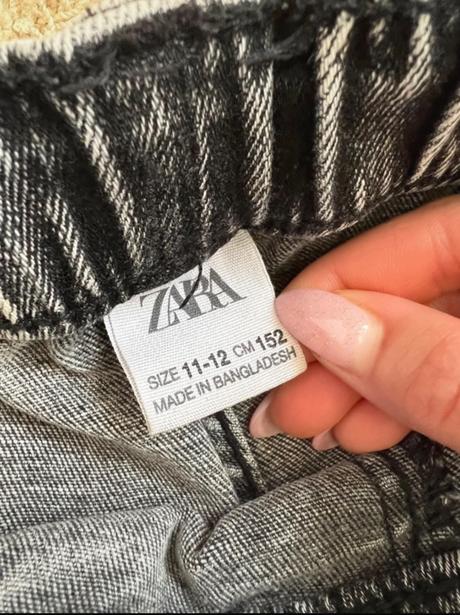 ZARA
SIZE 11-12 CM 152
MADE IN BANGLADESH